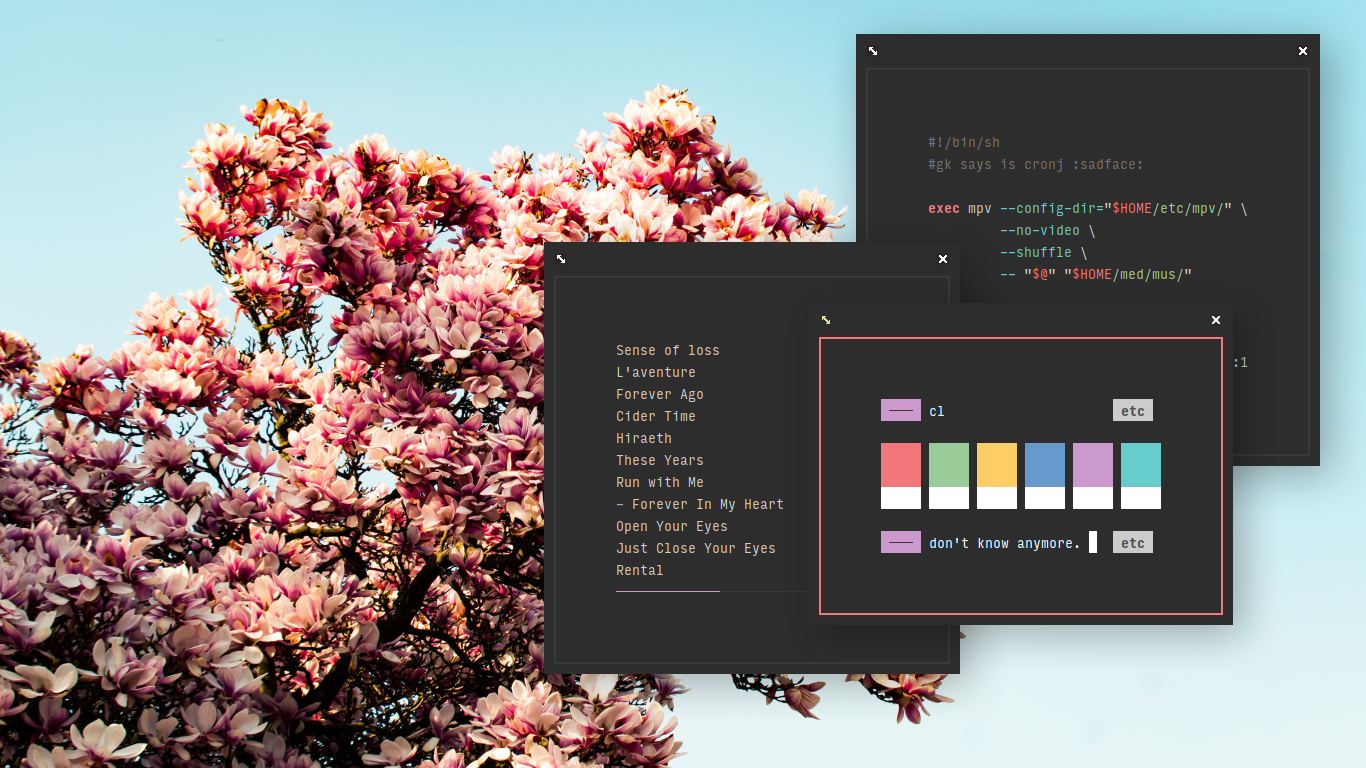 #!/bin/sh
#gk says is cronj :sadface:
exec mpv --config-dir="$HOME/etc/mpv/" \
--no-video \
--shuffle \
-- "$@" "$HOME/med/mus/"
:1
Sense of loss
L'aventure
Forever Ago
Cider Time
Hiraeth
These Years
Run with Me
– Forever In My Heart
Open Your Eyes
Just Close Your Eyes
Rental
cl etc
don't know anymore. etc